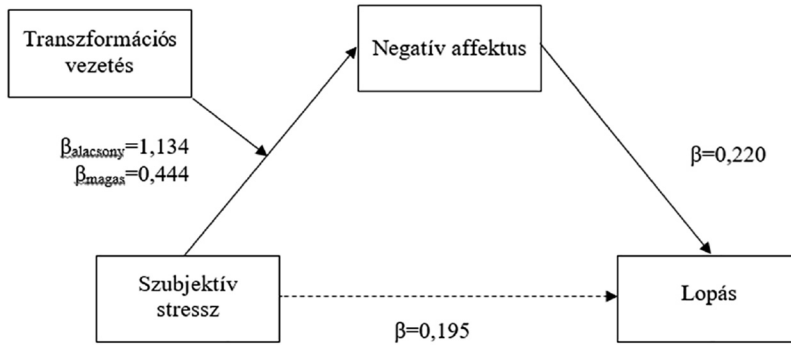 Transzformációs
vezetés
Negatív affektus
βalacsony=1,134
βmagas=0,444
β=0,220
Szubjektív
stressz
Lopás
β=0,195